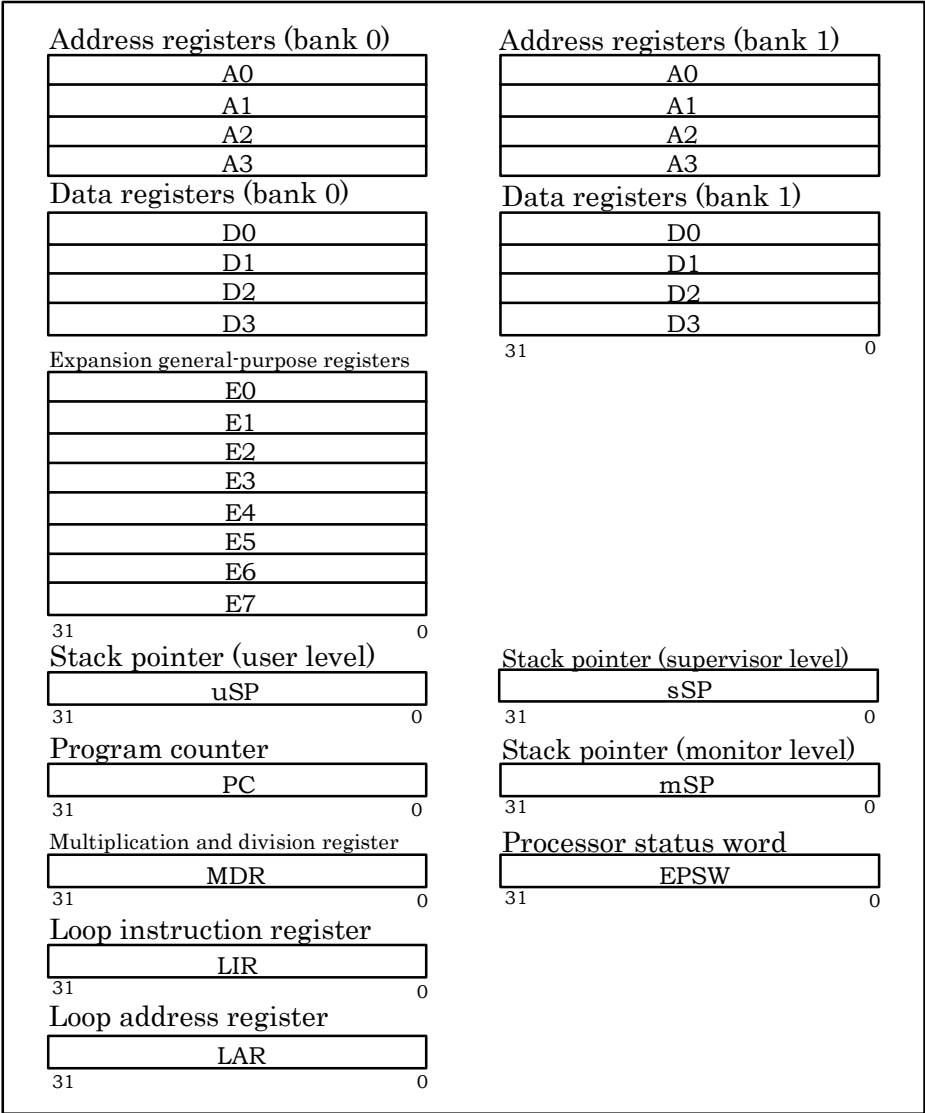 Address registers (bank 0)
A0
A1
A2
A3
Data registers (bank 0)
D0
D1
D2
D3
Expansion general-purpose registers
E0
E1
E2
E3
E4
E5
E6
E7
31 0
Stack pointer (user level)
uSP
31 0
Program counter
PC
31 0
Multiplication and division register
MDR
31 0
Loop instruction register
LIR
31 0
Loop address register
LAR
31 0
Address registers (bank 1)
A0
A1
A2
A3
Data registers (bank 1)
D0
D1
D2
D3
31 0
Stack pointer (supervisor level)
sSP
31 0
Stack pointer (monitor level)
mSP
31 0
Processor status word
EPSW
31 0